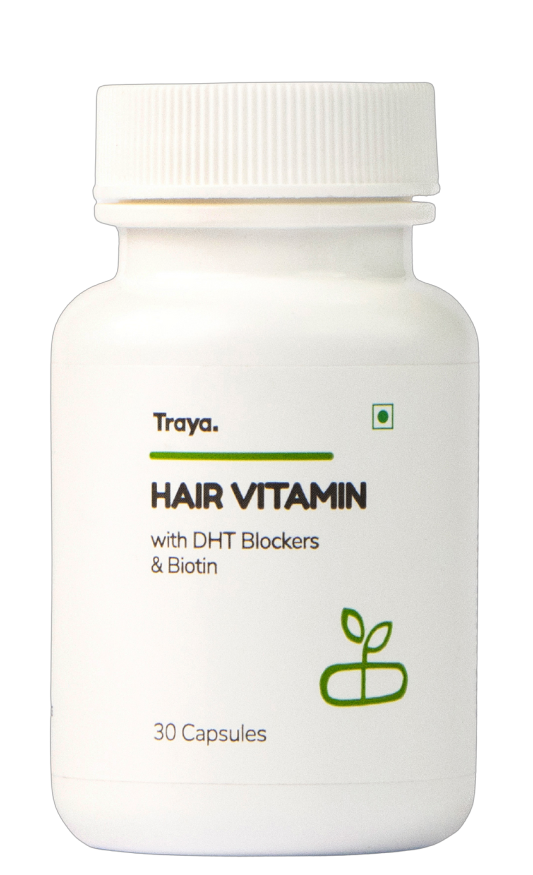 Traya.
HAIR VITAMIN
with DHT Blockers
& Biotin
30 Capsules